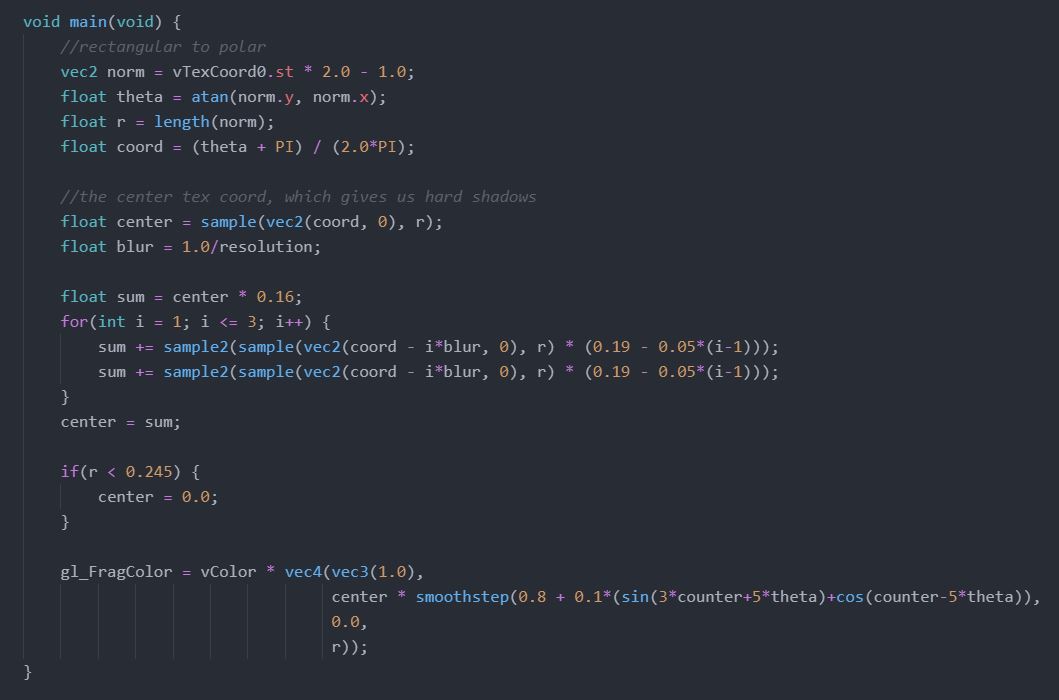 void main(void) {
    //rectangular to polar
    vec2 norm = vTexCoord0.st * 2.0 - 1.0;
    float theta = atan(norm.y, norm.x);
    float r = length(norm);
    float coord = (theta + PI) / (2.0*PI);

    //the center tex coord, which gives us hard shadows
    float center = sample(vec2(coord, 0), r);
    float blur = 1.0/resolution;

    float sum = center * 0.16;
    for(int i = 1; i <= 3; i++) {
        sum += sample2(sample(vec2(coord - i*blur, 0), r) * (0.19 - 0.05*(i-1)));
        sum += sample2(sample(vec2(coord - i*blur, 0), r) * (0.19 - 0.05*(i-1)));
    }
    center = sum;

    if(r < 0.245) {
        center = 0.0;
    }

    gl_FragColor = vColor * vec4(vec3(1.0),
                                 center * smoothstep(0.8 + 0.1*(sin(3*counter+5*theta)+cos(counter-5*theta)),
                                 0.0,
                                 r));
}